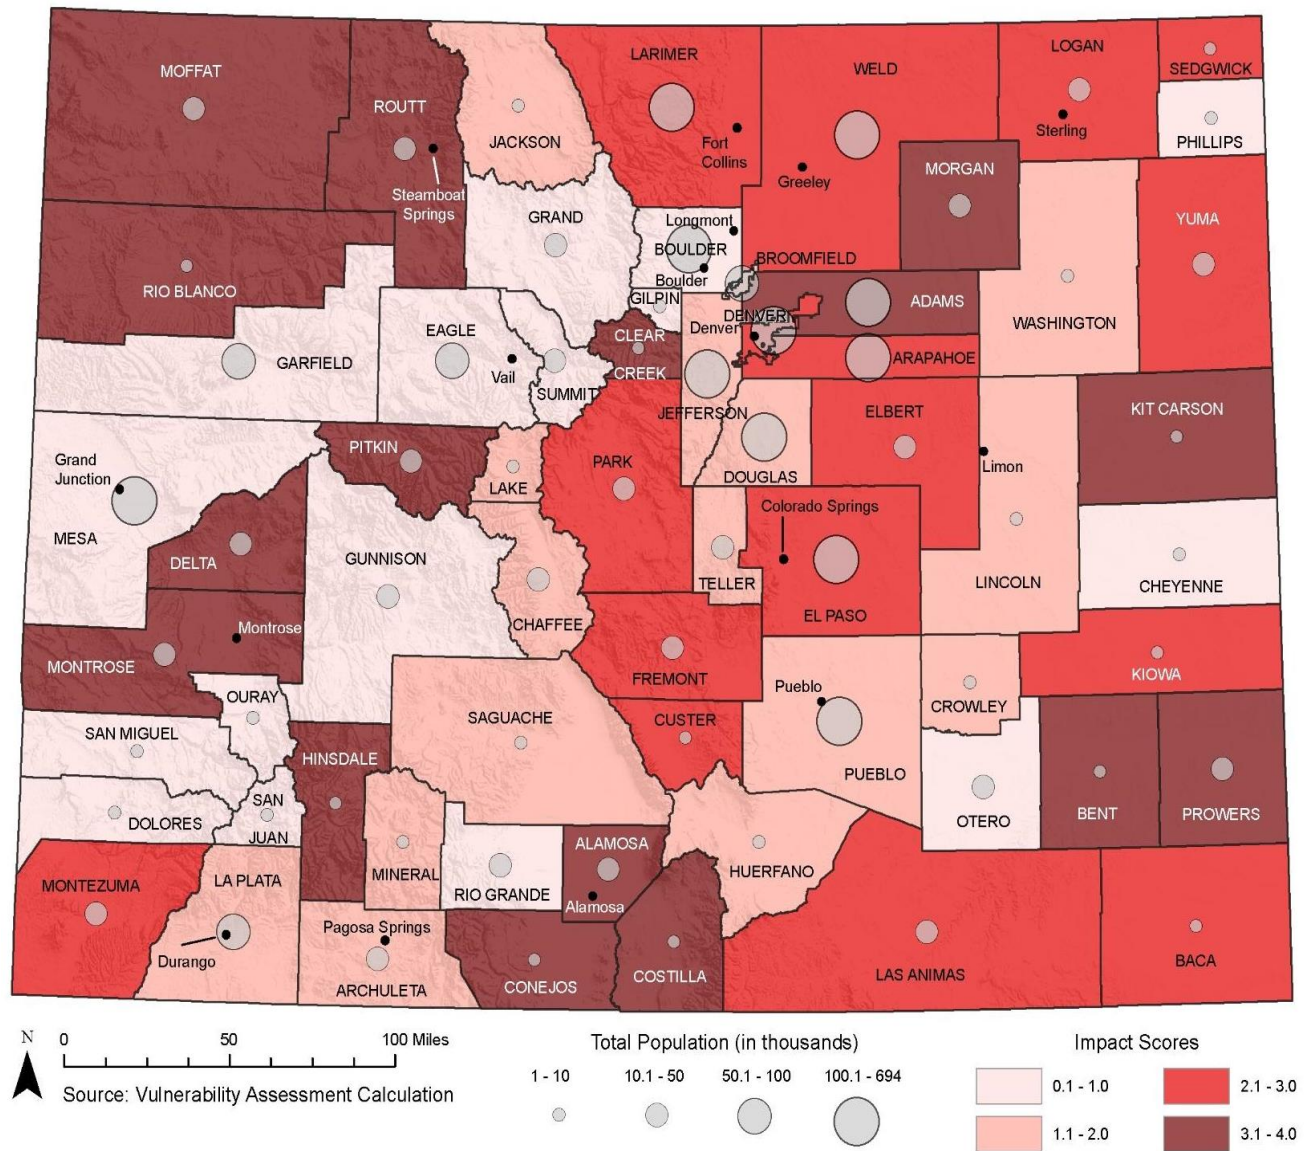 MOFFAT
ROUTT
Steamboat
Springs
JACKSON
LARIMER
Fort
Collins
WELD
Greeley
LOGAN
Sterling
SEDGWICK
PHILLIPS
MORGAN
YUMA
RIO BLANCO
GRAND
Longmont
BOULDER
Boulder
BROOMFIELD
GILPIN
ADAMS
WASHINGTON
DENVER
Denver
ARAPAHOE
GARFIELD
EAGLE
Vail
SUMMIT
CLEAR
CREEK
JEFFERSON
DOUGLAS
ELBERT
Limon
KIT CARSON
Grand
Junction
MESA
PITKIN
LAKE
PARK
Colorado Springs
EL PASO
TELLER
LINCOLN
CHEYENNE
DELTA
GUNNISON
CHAFFEE
Montrose
MONTROSE
OURAY
FREMONT
KIOWA
SAN MIGUEL
SAGUACHE
CUSTER
Pueblo
PUEBLO
CROWLEY
HINSDALE
DOLORES
SAN
JUAN
OTERO
BENT
PROWERS
MONTEZUMA
LA PLATA
Durango
MINERAL
RIO GRANDE
ALAMOSA
Alamosa
HUERFANO
Pagosa Springs
ARCHULETA
CONEJOS
COSTILLA
LAS ANIMAS
BACA
N
0 50 100 Miles
Source: Vulnerability Assessment Calculation
Total Population (in thousands)
1 - 10 10.1 - 50 50.1 - 100 100.1 - 694
Impact Scores
0.1 - 1.0 2.1 - 3.0
1.1 - 2.0 3.1 - 4.0